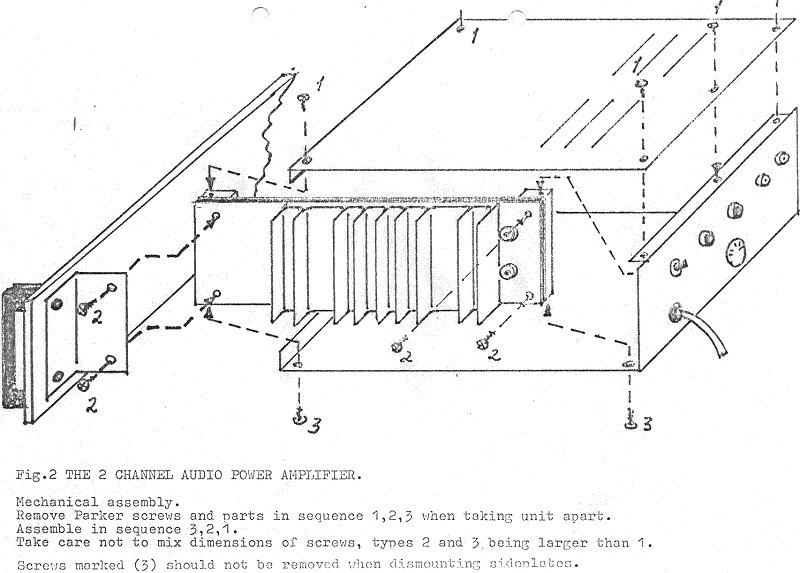 1
1
1
1
2
2
2
2
3
3
Fig.2 THE 2 CHANNEL AUDIO POWER AMPLIFIER.
Mechanical assembly.
Remove Parker screws and parts in sequence 1,2,3 when taking unit apart.
Assemble in sequence 3,2,1.
Take care not to mix dimensions of screws, types 2 and 3 being larger than 1.
Screws marked (3) should not be removed when dismounting sideplates.